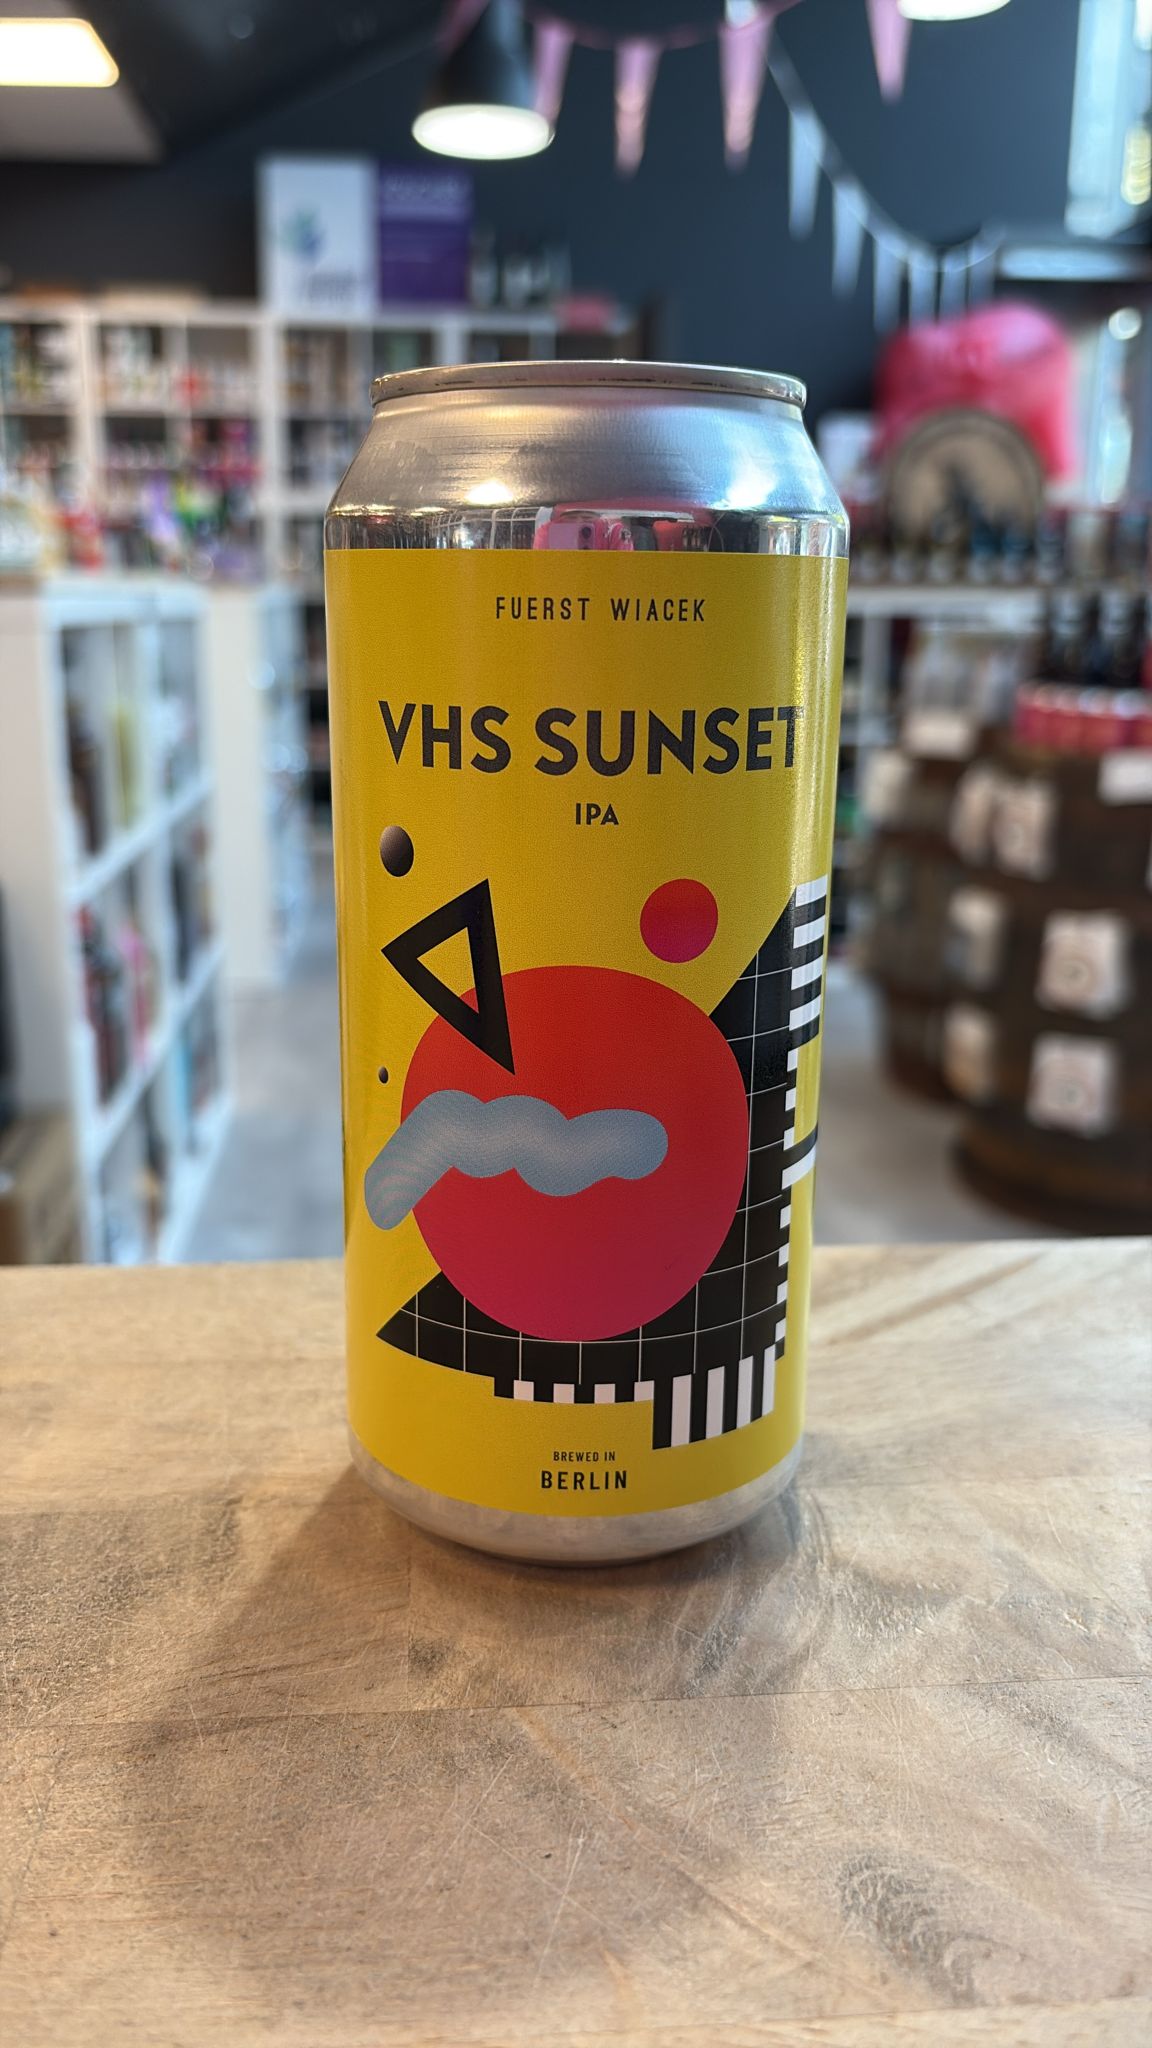 FUERST WIACEK
VHS SUNSET
IPA
BREWED IN
BERLIN